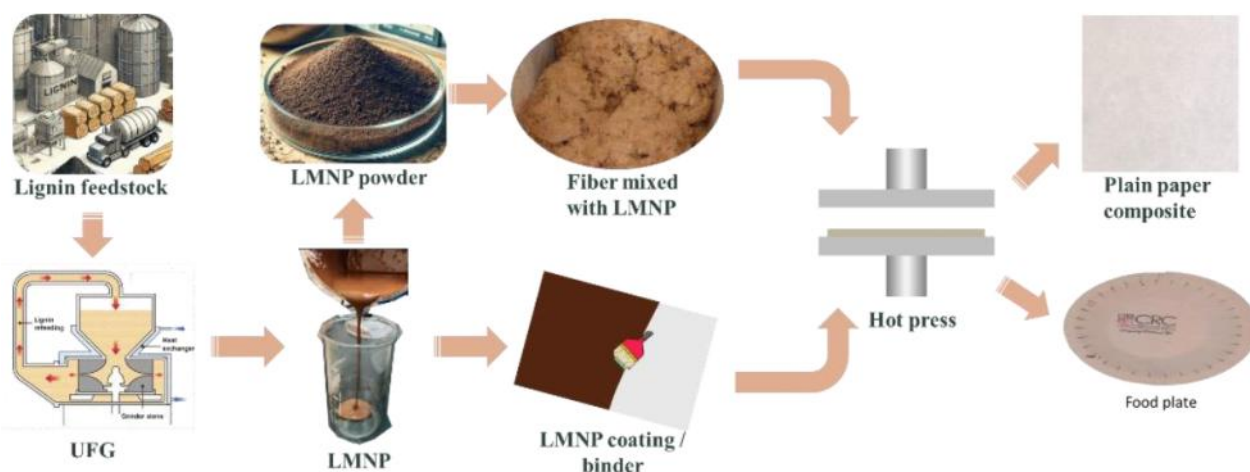 LIGNIN
Lignin feedstock
LMNP powder
Fiber mixed
with LMNP
Plain paper
composite
Lignin
refeeding
Heat
exchanger
Grinder stone
UFG
LMNP
LMNP coating /
binder
Hot press
CRC
Food plate